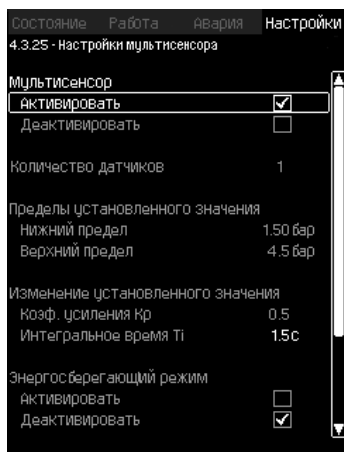 Состояние Работа Авария Настройки
4.3.25 - Настройки мультисенсора
Мультисенсор
Активировать
Деактивировать
Количество датчиков 1
Пределы установленного значения
Нижний предел 1.50 бар
Верхний предел 4.5 бар
Изменение установленного значения
Коэф. усиления Kp 0.5
Интегральное время Ti 1.5с
Энергосберегающий режим
Активировать
Деактивировать